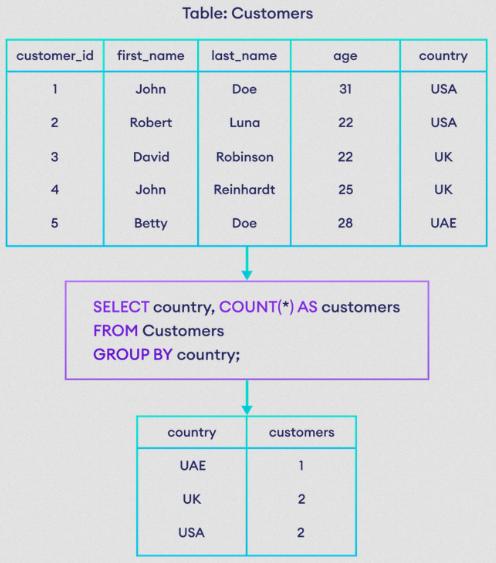 Table: Customers
customer_id first_name last_name age country
1 John Doe 31 USA
2 Robert Luna 22 USA
3 David Robinson 22 UK
4 John Reinhardt 25 UK
5 Betty Doe 28 UAE
SELECT country, COUNT(*) AS customers
FROM Customers
GROUP BY country;
country customers
UAE 1
UK 2
USA 2